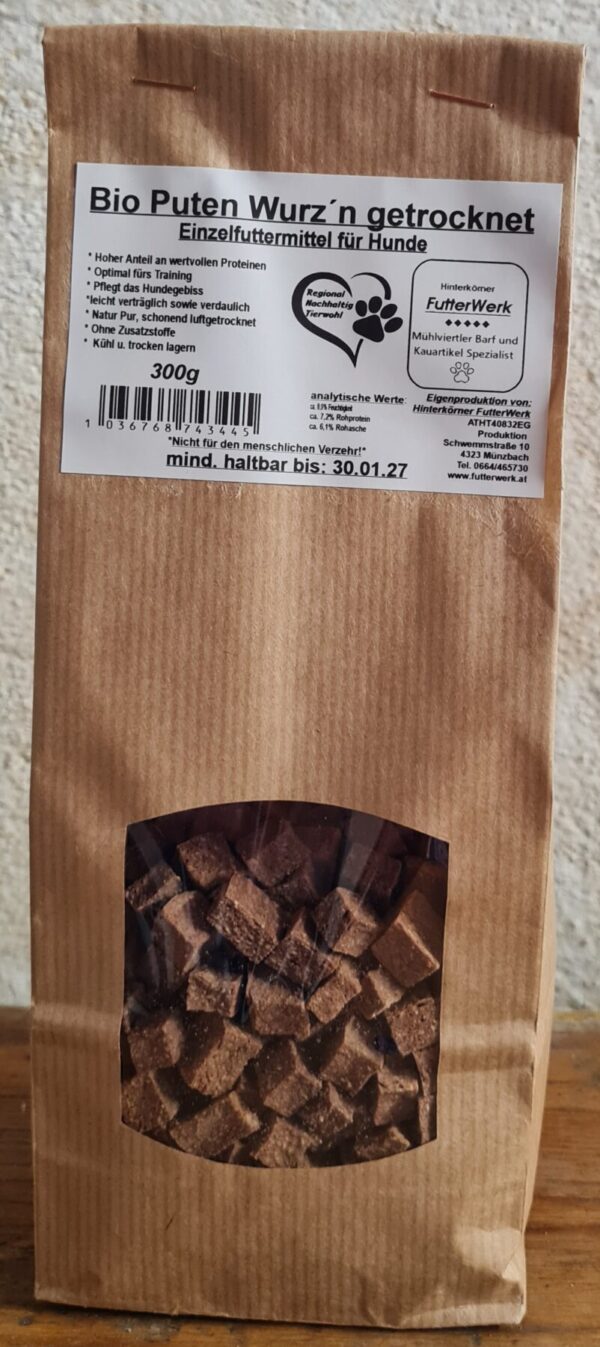 Bio Puten Wurz´n getrocknet
Einzelfuttermittel für Hunde
* Hoher Anteil an wertvollen Proteinen
* Optimal fürs Training
* Pflegt das Hundegebiss
*leicht verträglich sowie verdaulich
* Natur Pur, schonend luftgetrocknet
* Ohne Zusatzstoffe
* Kühl u. trocken lagern
300g
1 036768 743445
Regional
Nachhaltig
Tierwohl
Hinterkörner
FutterWerk
Mühlviertler Barf und
Kauartikel Spezialist
analytische Werte:
ca. 7,2% Rohprotein
ca. 6,1% Rohasche
Eigenproduktion von:
Hinterkörner FutterWerk
ATHT40832EG
Produktion
Schwemmstraße 10
4323 Münzbach
Tel. 0664/465730
www.futterwerk.at
*Nicht für den menschlichen Verzehr!*
mind. haltbar bis: 30.01.27